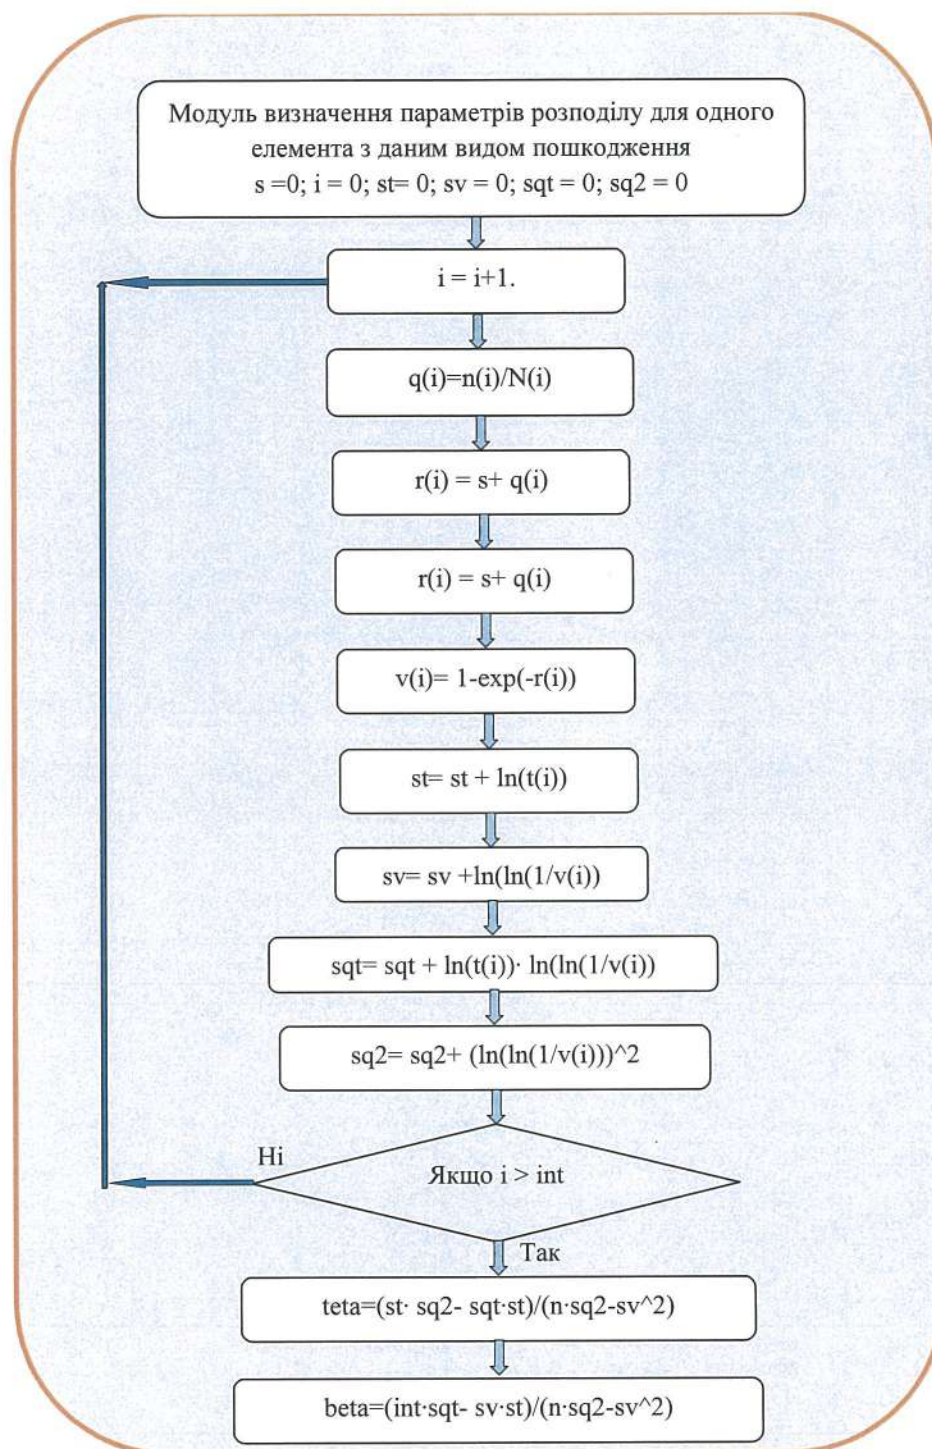 Модуль визначення параметрів розподілу для одного
елемента з даним видом пошкодження
s =0; i = 0; st= 0; sv = 0; sqt = 0; sq2 = 0
i = i+1.
q(i)=n(i)/N(i)
r(i) = s+ q(i)
r(i) = s+ q(i)
v(i)= 1-exp(-r(i))
st= st + ln(t(i))
sv= sv +ln(ln(1/v(i))
sqt= sqt + ln(t(i))· ln(ln(1/v(i))
sq2= sq2+ (ln(ln(1/v(i)))^2
Ні
Якщо i > int
Так
teta=(st· sq2- sqt·st)/(n·sq2-sv^2)
beta=(int·sqt- sv·st)/(n·sq2-sv^2)